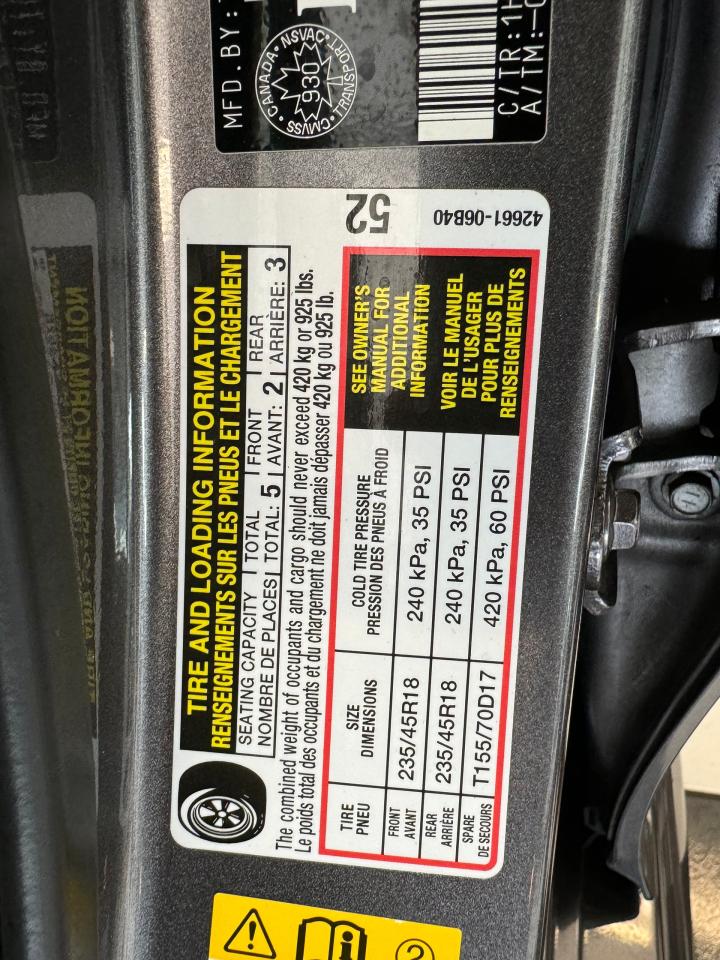 MFD. BY:
CANADA · NSVAC · TRANSPORT · CMVSS
930
C/TR:1
A/TM:-
TIRE AND LOADING INFORMATION
RENSEIGNEMENTS SUR LES PNEUS ET LE CHARGEMENT
SEATING CAPACITY | TOTAL | FRONT | REAR
NOMBRE DE PLACES | TOTAL: 5 | AVANT: 2 | ARRIÈRE: 3
The combined weight of occupants and cargo should never exceed 420 kg or 925 lbs.
Le poids total des occupants et du chargement ne doit jamais dépasser 420 kg ou 925 lb.
TIRE
PNEU
SIZE
DIMENSIONS
COLD TIRE PRESSURE
PRESSION DES PNEUS À FROID
FRONT
AVANT
235/45R18
240 kPa, 35 PSI
REAR
ARRIÈRE
235/45R18
240 kPa, 35 PSI
SPARE
DE SECOURS
T155/70D17
420 kPa, 60 PSI
SEE OWNER'S
MANUAL FOR
ADDITIONAL
INFORMATION
VOIR LE MANUEL
DE L'USAGER
POUR PLUS DE
RENSEIGNEMENTS
52
42661-06B40